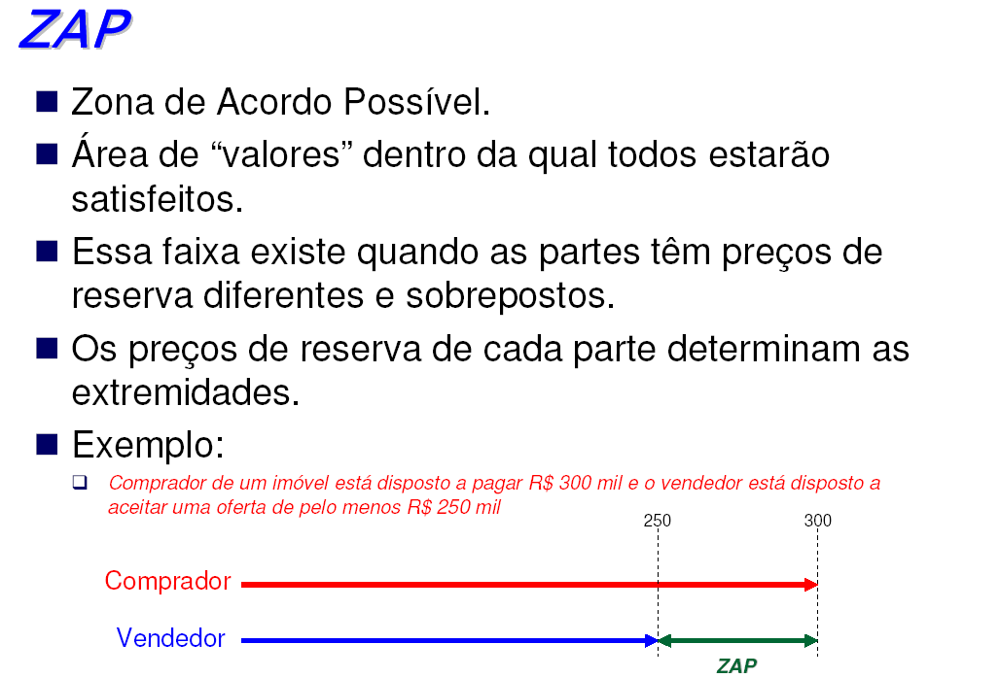 ZAP
Zona de Acordo Possível.
Área de “valores” dentro da qual todos estarão
satisfeitos.
Essa faixa existe quando as partes têm preços de
reserva diferentes e sobrepostos.
Os preços de reserva de cada parte determinam as
extremidades.
Exemplo:
Comprador de um imóvel está disposto a pagar R$ 300 mil e o vendedor está disposto a
aceitar uma oferta de pelo menos R$ 250 mil
250 300
Comprador
Vendedor
ZAP